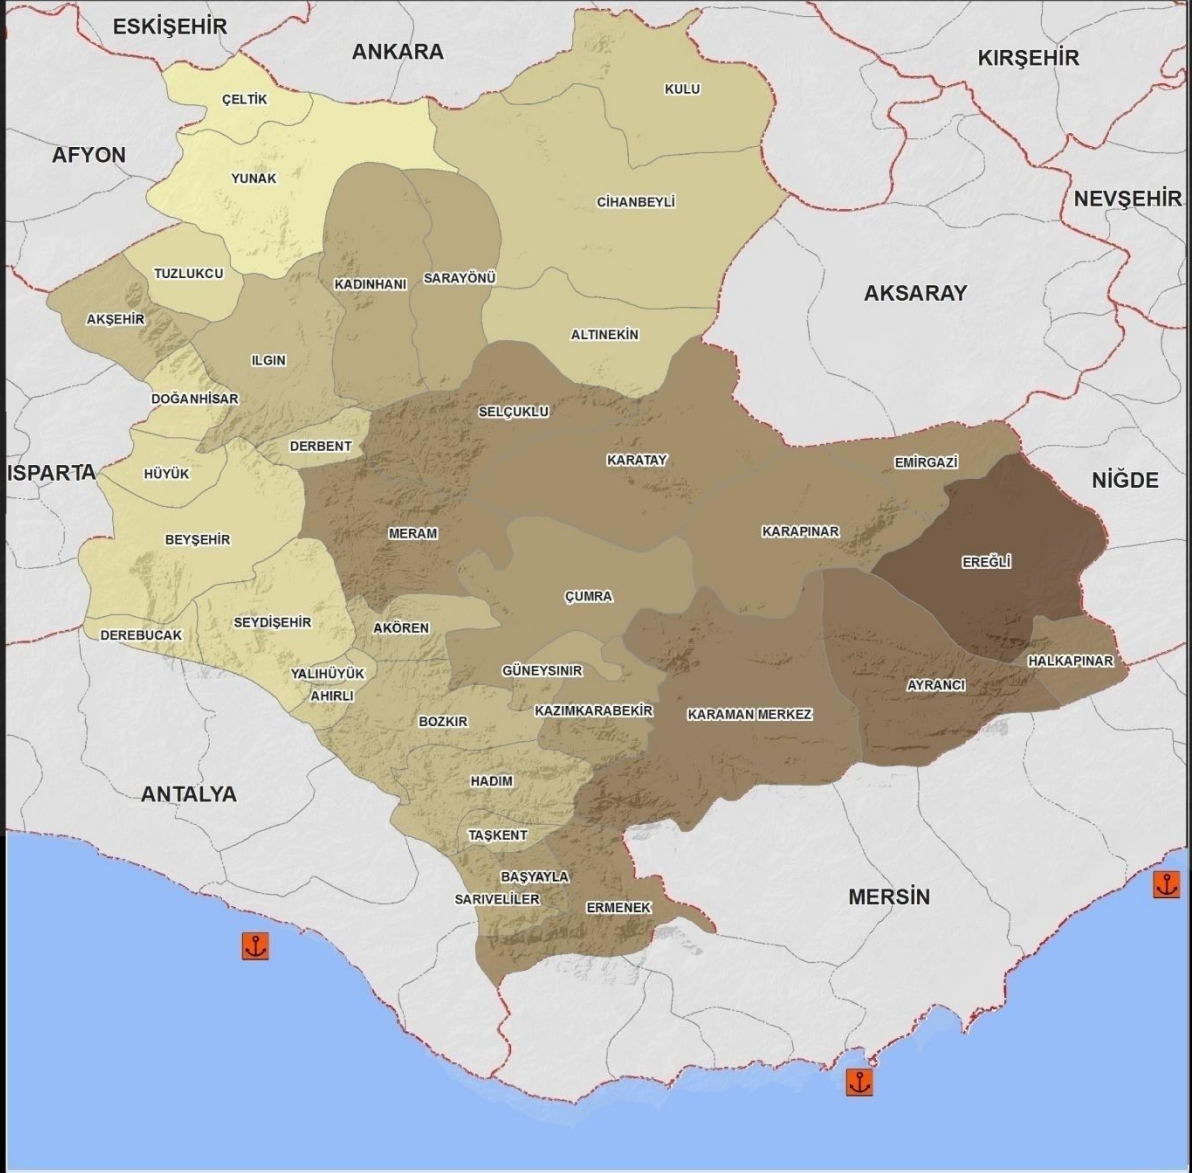 ESKİŞEHİR
ANKARA
KIRŞEHİR
KULU
ÇELTİK
AFYON
YUNAK
CİHANBEYLİ
NEVŞEHİR
TUZLUKCU
KADINHANI
SARAYÖNÜ
AKSARAY
AKŞEHİR
ALTINEKİN
ILGIN
DOĞANHİSAR
SELÇUKLU
DERBENT
KARATAY
EMİRGAZİ
ISPARTA
HÜYÜK
NİĞDE
MERAM
KARAPINAR
BEYŞEHİR
EREĞLİ
ÇUMRA
SEYDİŞEHİR
AKÖREN
DEREBUCAK
HALKAPINAR
YALIHÜYÜK
GÜNEYSINIR
AYRANCI
AHIRLI
KAZIMKARABEKİR
KARAMAN MERKEZ
BOZKIR
HADIM
ANTALYA
TAŞKENT
BAŞYAYLA
MERSİN
SARIVELİLER
ERMENEK